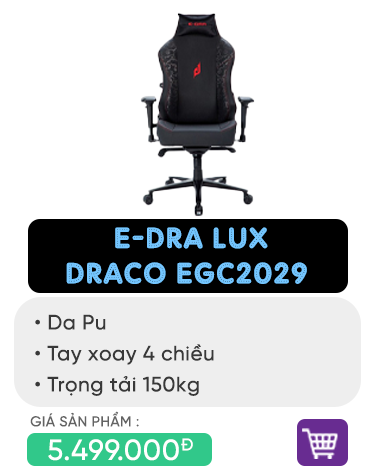 E-DRA LUX
DRACO EGC2029
• Da Pu
• Tay xoay 4 chiều
• Trọng tải 150kg
GIÁ SẢN PHẨM :
5.499.000Đ